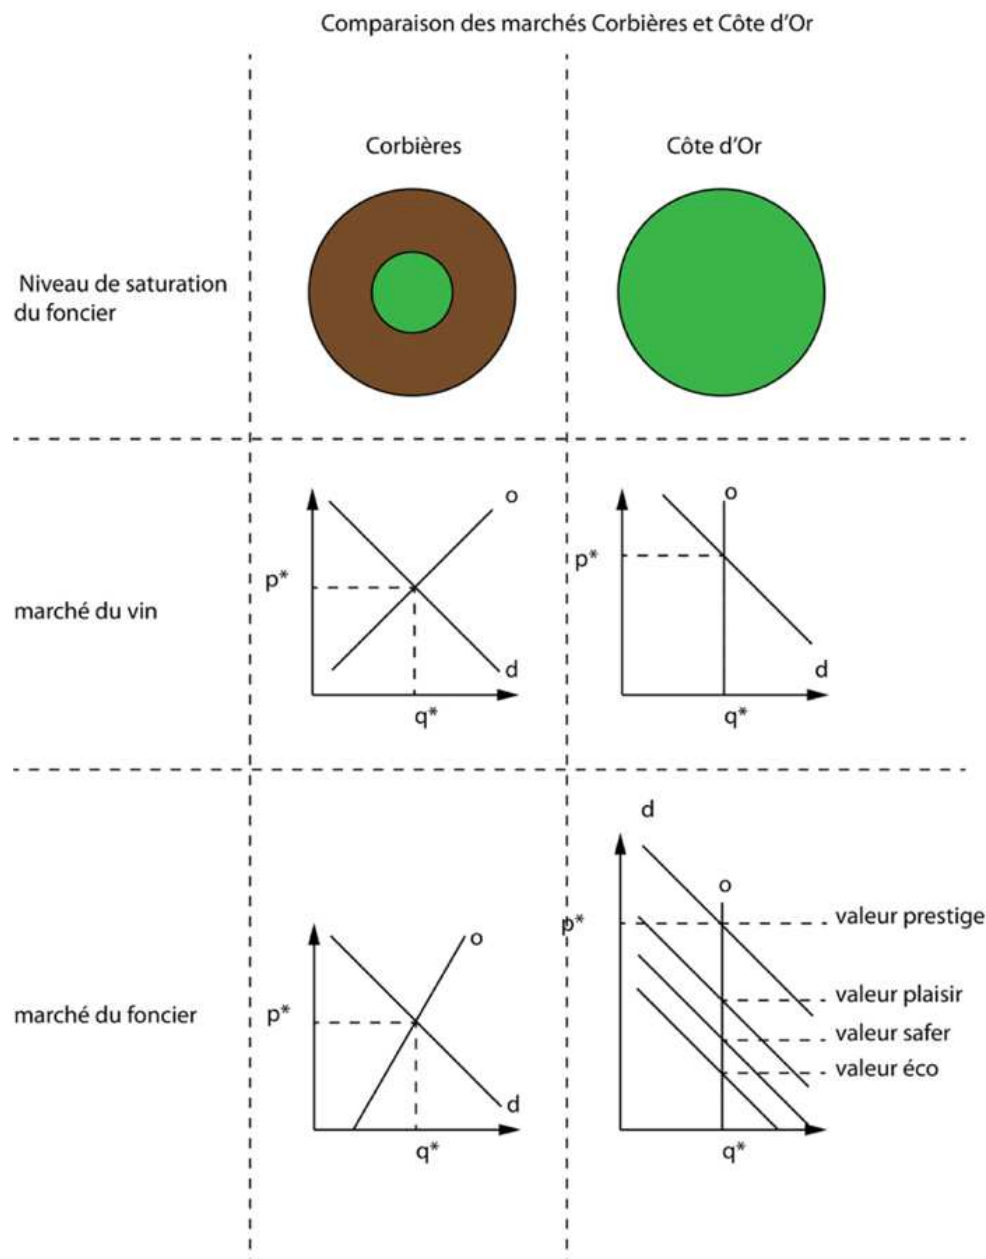 Comparaison des marchés Corbières et Côte d'Or
Corbières
Côte d'Or
Niveau de saturation
du foncier
marché du vin
o
p*
d
q*
o
p*
d
q*
marché du foncier
o
p*
d
q*
d
o
p*
valeur prestige
valeur plaisir
valeur safer
valeur éco
q*